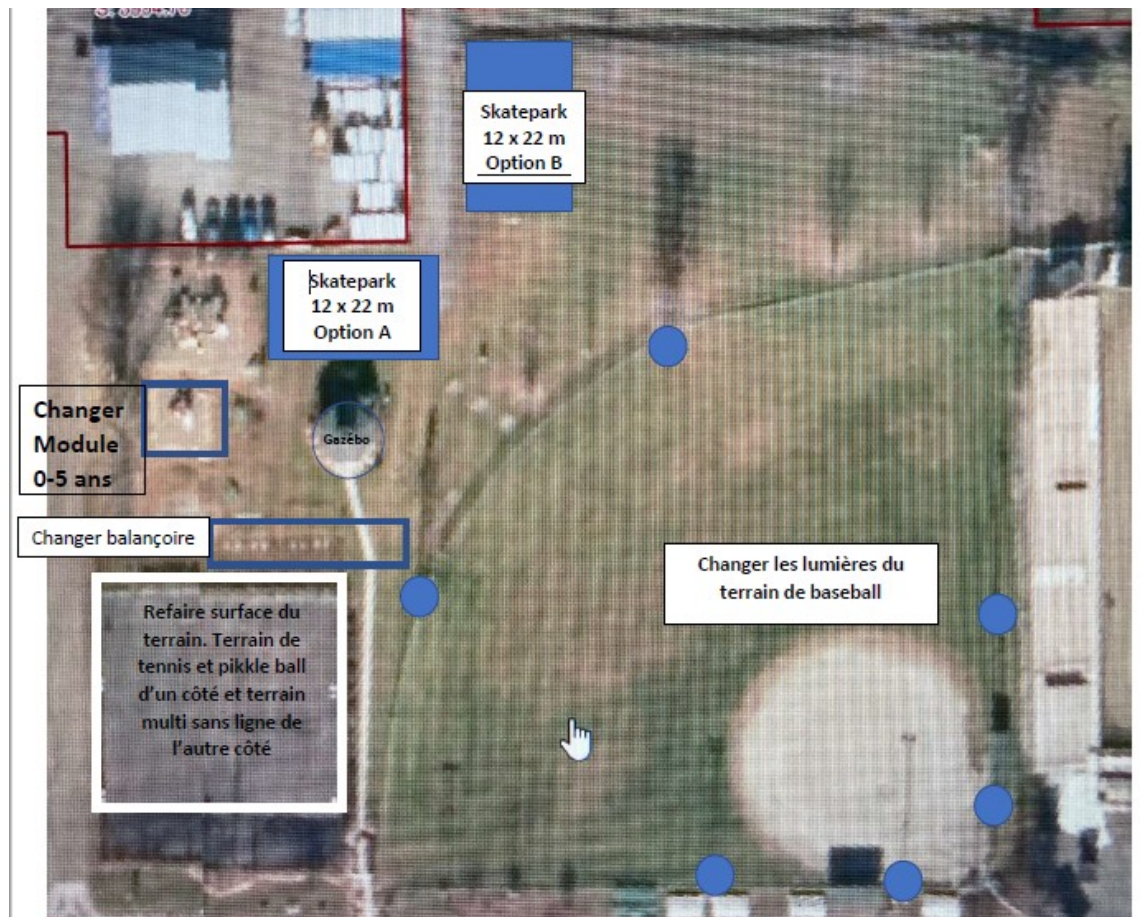 Skatepark
12 x 22 m
Option B
Skatepark
12 x 22 m
Option A
Changer
Module
0-5 ans
Gazébo
Changer balançoire
Changer les lumières du
terrain de baseball
Refaire surface du
terrain. Terrain de
tennis et pikkle ball
d'un côté et terrain
multi sans ligne de
l'autre côté